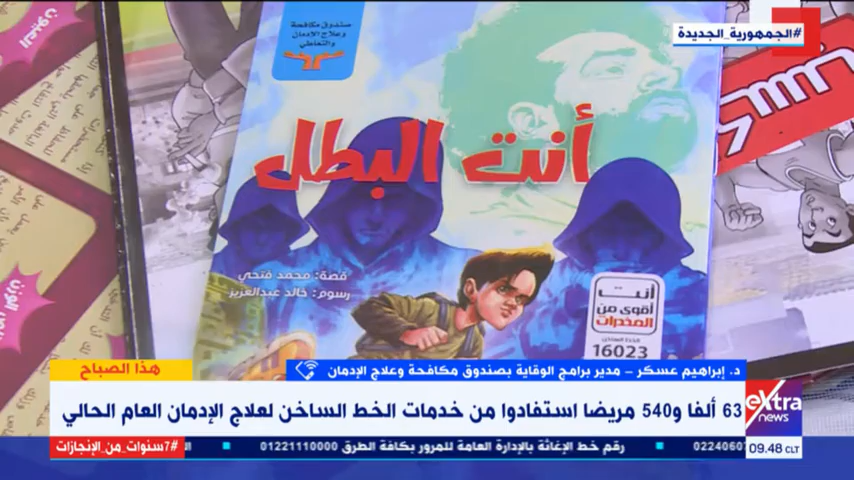 #الجمهورية_الجديدة
صندوق مكافحة
وعلاج الإدمان
والتعاطي
أنت البطل
قصة: محمد فتحي
رسوم: خالد عبدالعزيز
أنت
أقوى من
المخدرات
الخط الساخن
16023
هذا الصباح
د. إبراهيم عسكر – مدير برامج الوقاية بصندوق مكافحة وعلاج الإدمان
63 ألفا و540 مريضا استفادوا من خدمات الخط الساخن لعلاج الإدمان العام الحالي
eXtra
news
09.48 CLT
#7سنوات_من_الإنجازات
رقم خط الإغاثة بالإدارة العامة للمرور بكافة الطرق 01221110000